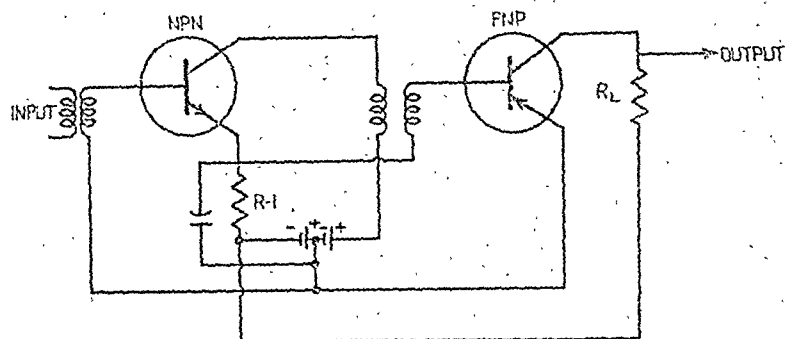 NPN
PNP
INPUT
OUTPUT
RL
R-1
- + - +